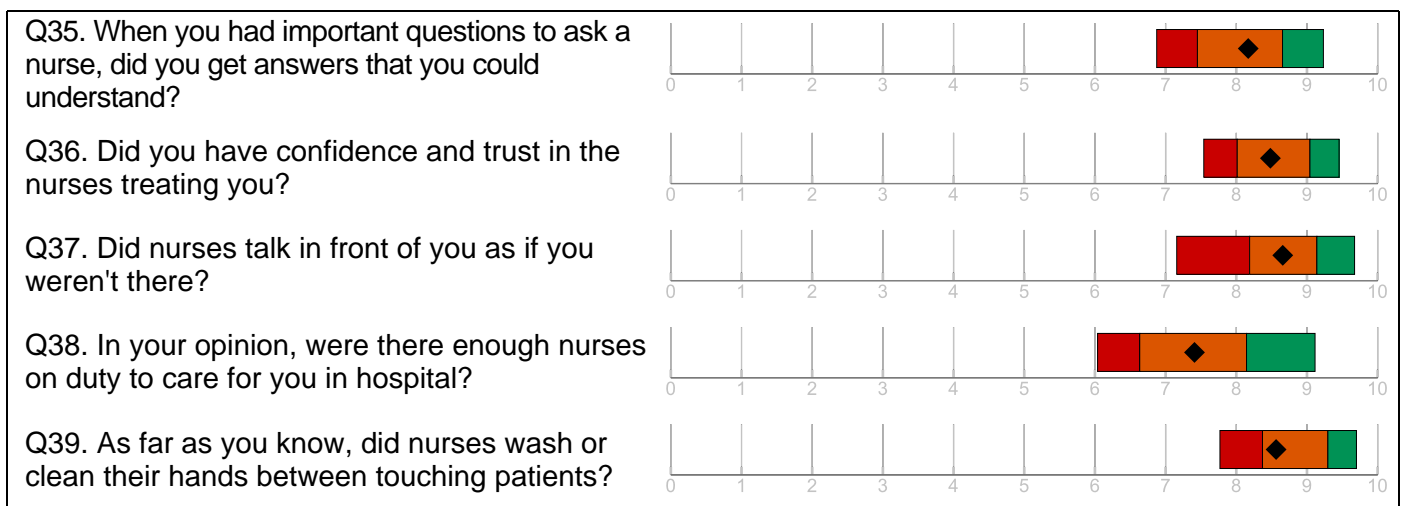 Q35. When you had important questions to ask a
nurse, did you get answers that you could
understand?
0 1 2 3 4 5 6 7 8 9 10
Q36. Did you have confidence and trust in the
nurses treating you?
0 1 2 3 4 5 6 7 8 9 10
Q37. Did nurses talk in front of you as if you
weren't there?
0 1 2 3 4 5 6 7 8 9 10
Q38. In your opinion, were there enough nurses
on duty to care for you in hospital?
0 1 2 3 4 5 6 7 8 9 10
Q39. As far as you know, did nurses wash or
clean their hands between touching patients?
0 1 2 3 4 5 6 7 8 9 10